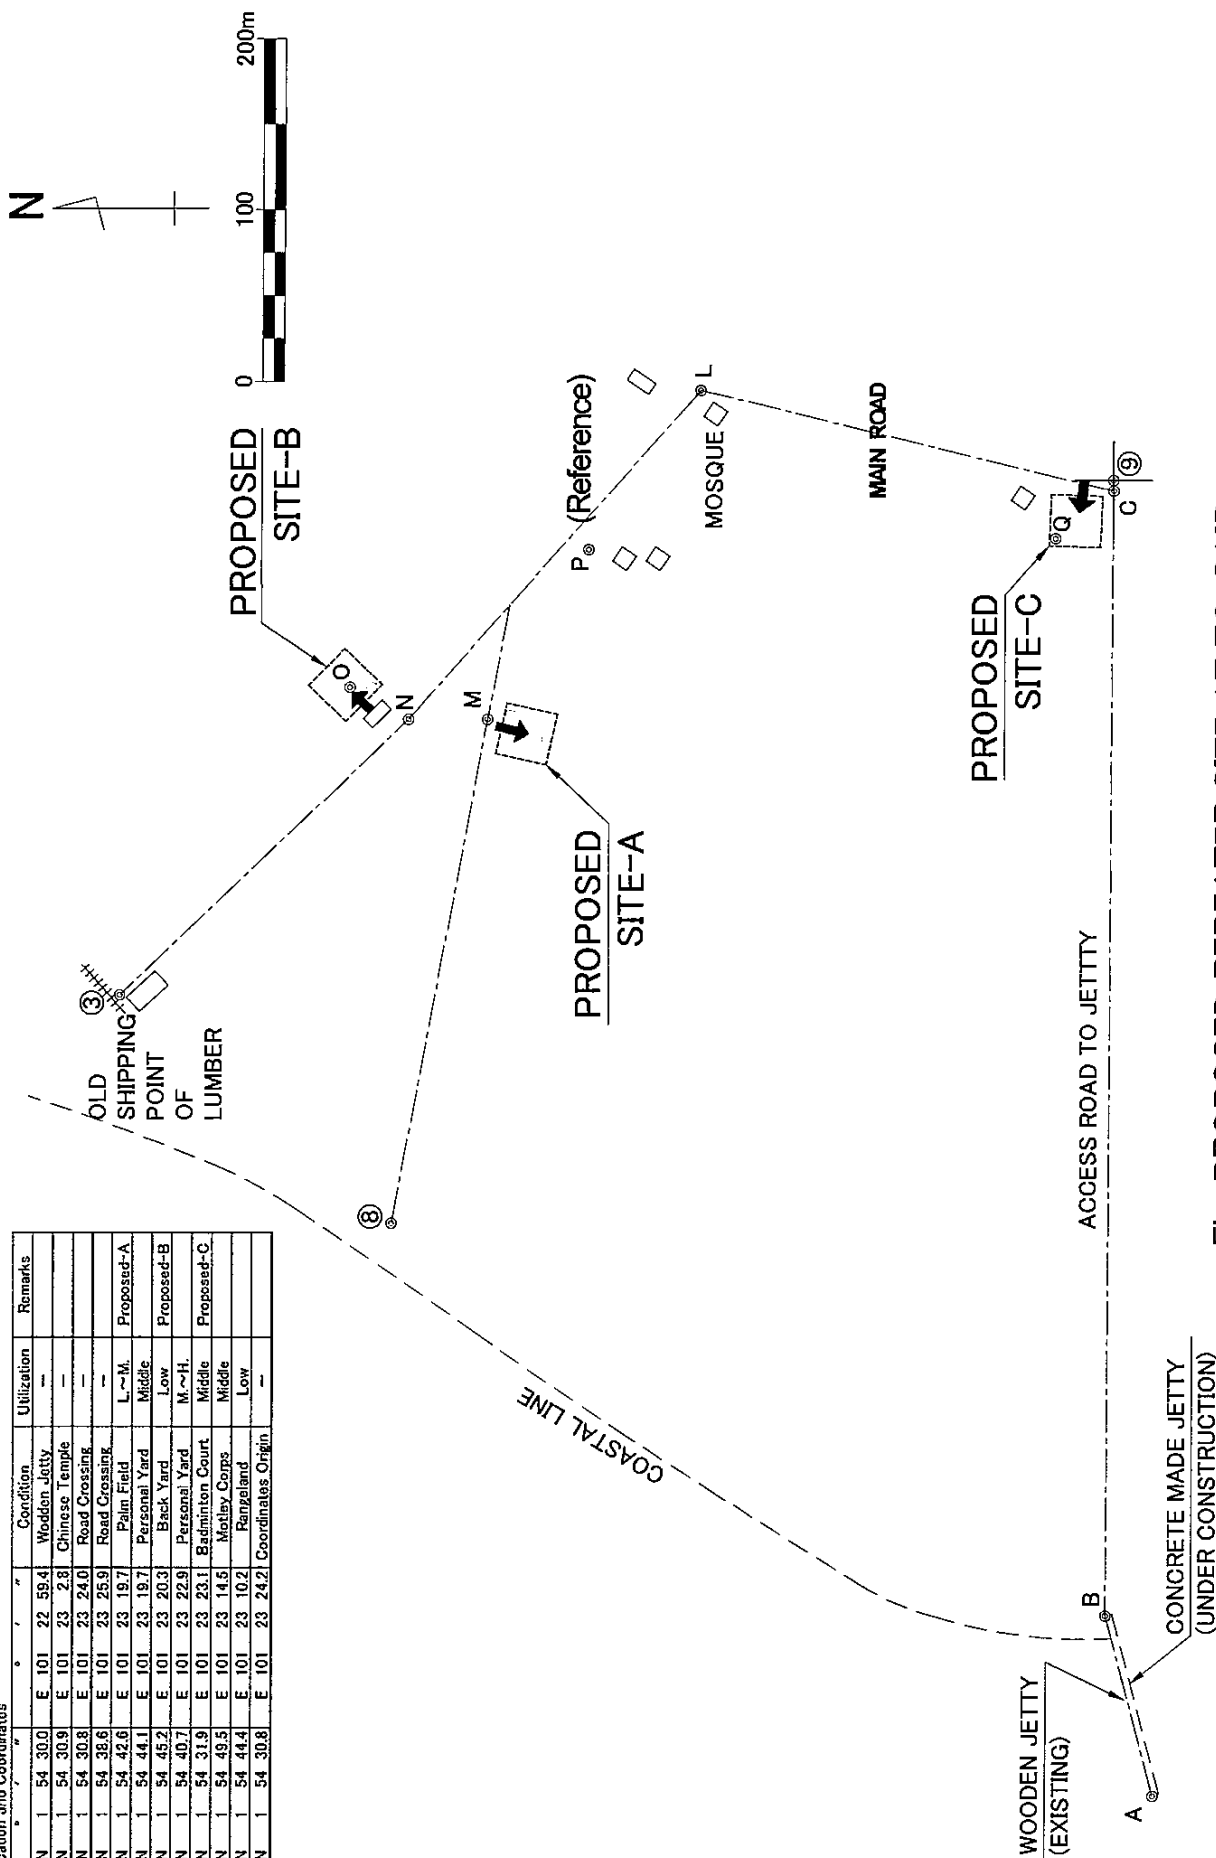 N
0 100 200m
PROPOSED
SITE-B
(Reference)
P
L
MOSQUE
MAIN ROAD
O
N
M
PROPOSED
SITE-A
③
OLD
SHIPPING
POINT
OF
LUMBER
⑧
COASTAL LINE
PROPOSED
SITE-C
Q
⑨
C
ACCESS ROAD TO JETTTY
B
A
WOODEN JETTY
(EXISTING)
CONCRETE MADE JETTY
(UNDER CONSTRUCTION)
and Coordinates
° ′ ″ ° ′ ″ Condition Utilization Remarks
N 1 54 30.0 E 101 22 59.4 Wodden Jetty --
N 1 54 30.9 E 101 23 2.8 Chinese Temple --
N 1 54 30.8 E 101 23 24.0 Road Crossing --
N 1 54 38.6 E 101 23 25.9 Road Crossing --
N 1 54 42.6 E 101 23 19.7 Palm Field L.~M. Proposed-A
N 1 54 44.1 E 101 23 19.7 Personal Yard Middle
N 1 54 45.2 E 101 23 20.3 Back Yard Low Proposed-B
N 1 54 40.7 E 101 23 22.9 Personal Yard M.~H.
N 1 54 31.9 E 101 23 23.1 Badminton Court Middle Proposed-C
N 1 54 49.5 E 101 23 14.5 Motley Corps Middle
N 1 54 44.4 E 101 23 10.2 Rangeland Low
N 1 54 30.8 E 101 23 24.2 Coordinates Origin --